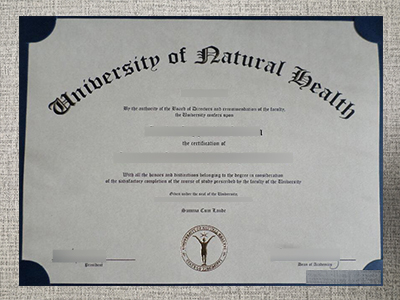 University of Natural Health
By the authority of the Board of Directors and recommendation of the faculty,
the University confers upon
the certification of
With all the honors and distinctions belonging to the degree in consideration
of the satisfactory completion of the course of study prescribed by the faculty of the University
Given under the seal of the University
Summa Cum Laude
President
Dean of Academy